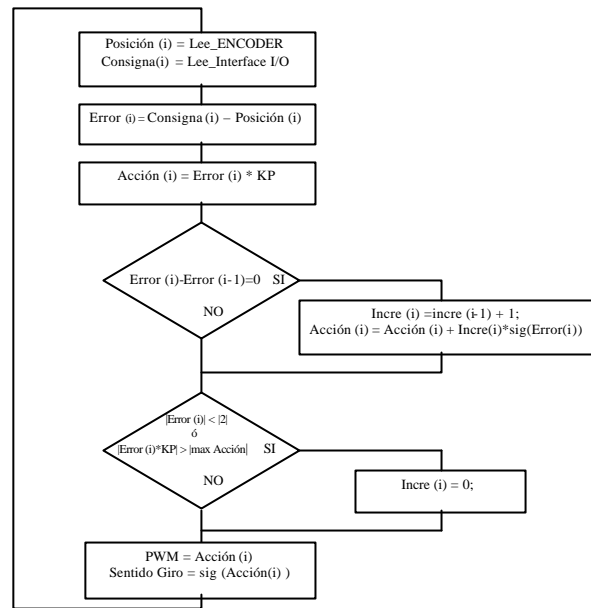 Posición (i) = Lee_ENCODER
Consigna(i) = Lee_Interface I/O
Error (i) = Consigna (i) – Posición (i)
Acción (i) = Error (i) * KP
Error (i)-Error (i-1)=0 SI
NO
Incre (i) =incre (i-1) + 1;
Acción (i) = Acción (i) + Incre(i)*sig(Error(i))
|Error (i)| < |2|
ó
|Error (i)*KP| > |max Acción| SI
NO
Incre (i) = 0;
PWM = Acción (i)
Sentido Giro = sig (Acción(i) )